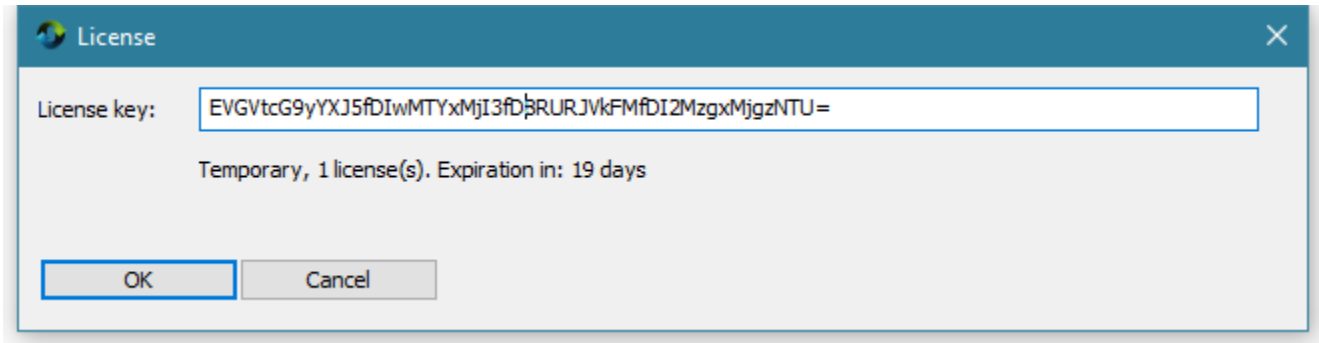 License
License key: EVGVtcG9yYXJ5fDIwMTYxMjI3fDBRURJVkFMfDI2MzgxMjgzNTU=
Temporary, 1 license(s). Expiration in: 19 days
OK Cancel